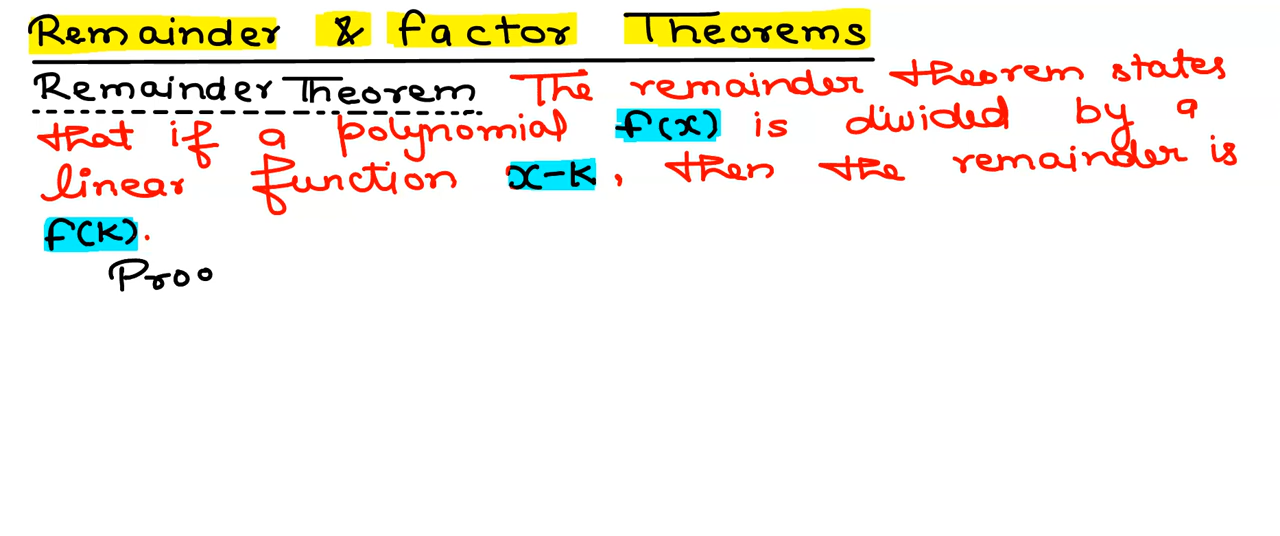 Remainder & factor Theorems
Remainder Theorem The remainder theorem states
that if a polynomial f(x) is divided by a
linear function x-k, then the remainder is
f(k).
Proo